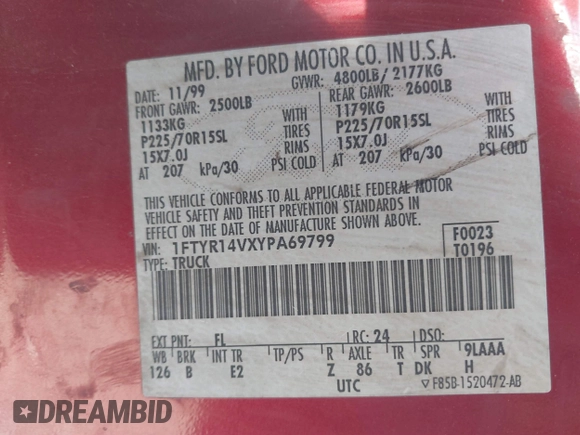 MFD. BY FORD MOTOR CO. IN U.S.A.
DATE: 11/99 GVWR: 4800LB/ 2177KG
FRONT GAWR: 2500LB REAR GAWR: 2600LB
1133KG WITH 1179KG WITH
P225/70R15SL TIRES P225/70R15SL TIRES
15X7.0J RIMS 15X7.0J RIMS
AT 207 kPa/30 PSI COLD AT 207 kPa/30 PSI COLD
THIS VEHICLE CONFORMS TO ALL APPLICABLE FEDERAL MOTOR
VEHICLE SAFETY AND THEFT PREVENTION STANDARDS IN
EFFECT ON THE DATE OF MANUFACTURE SHOWN ABOVE.
VIN: 1FTYR14VXYPA69799 F0023
TYPE: TRUCK T0196
EXT PNT: FL RC: 24 DSO:
WB BRK INT TR TP/PS R AXLE TR SPR 9LAAA
126 B E2 Z 86 T DK H
UTC ▽F85B-1520472-AB
DREAMBID